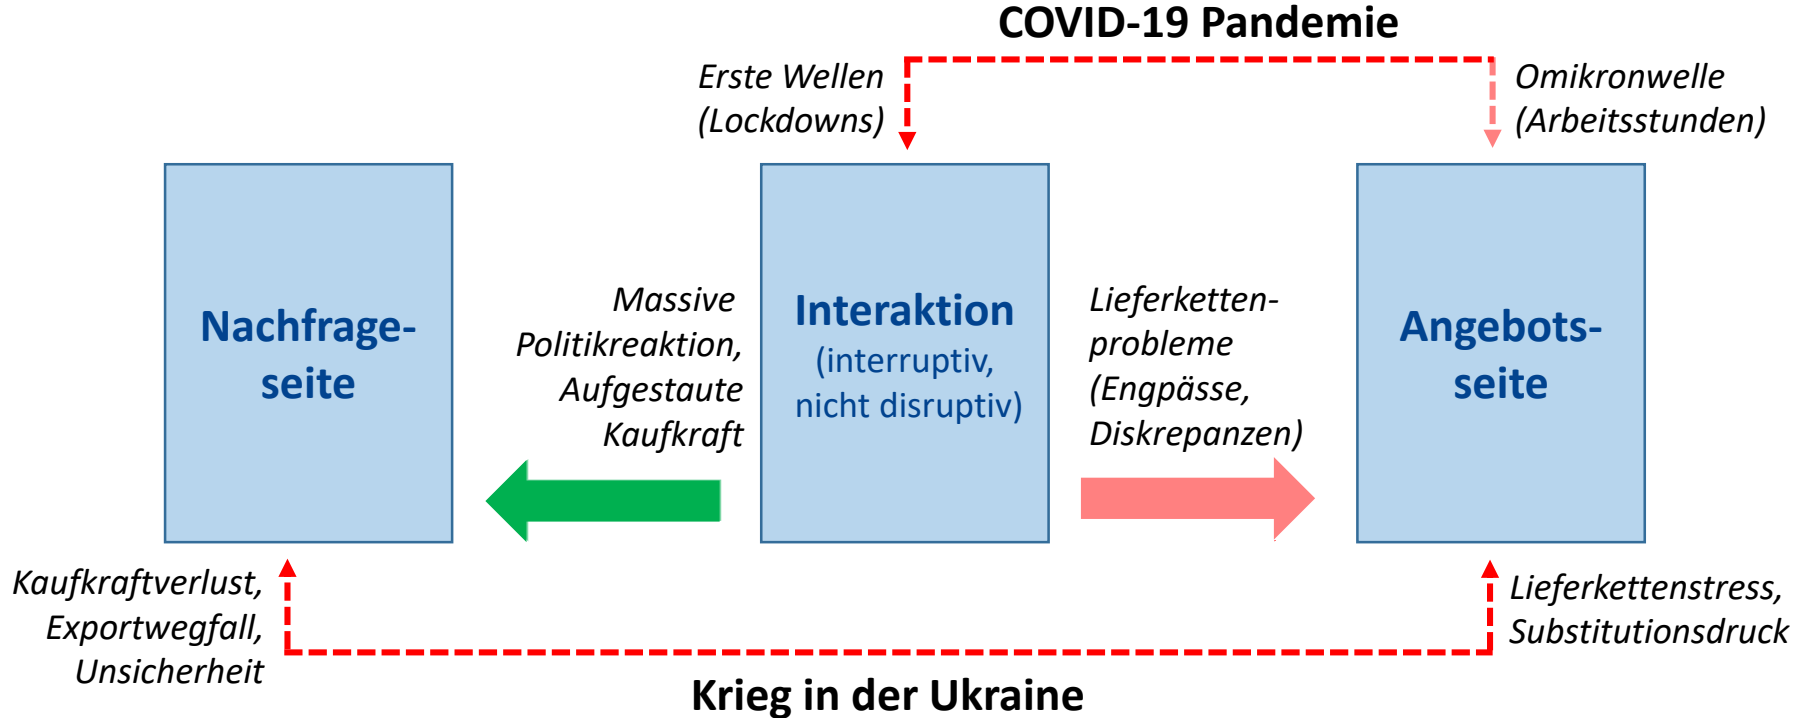 COVID-19 Pandemie
Erste Wellen
(Lockdowns)
Omikronwelle
(Arbeitsstunden)
Nachfrage-
seite
Massive
Politikreaktion,
Aufgestaute
Kaufkraft
Interaktion
(interruptiv,
nicht disruptiv)
Lieferketten-
probleme
(Engpässe,
Diskrepanzen)
Angebots-
seite
Kaufkraftverlust,
Exportwegfall,
Unsicherheit
Lieferkettenstress,
Substitutionsdruck
Krieg in der Ukraine